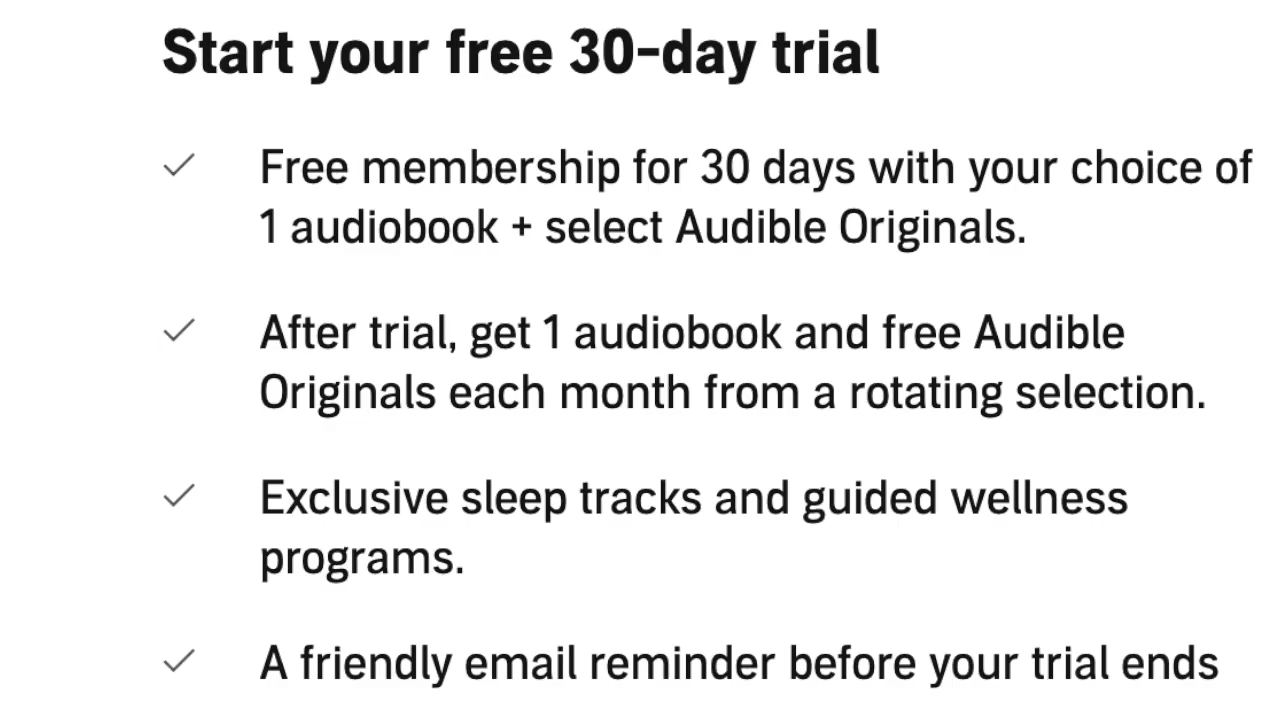 Start your free 30-day trial
Free membership for 30 days with your choice of
1 audiobook + select Audible Originals.
After trial, get 1 audiobook and free Audible
Originals each month from a rotating selection.
Exclusive sleep tracks and guided wellness
programs.
A friendly email reminder before your trial ends